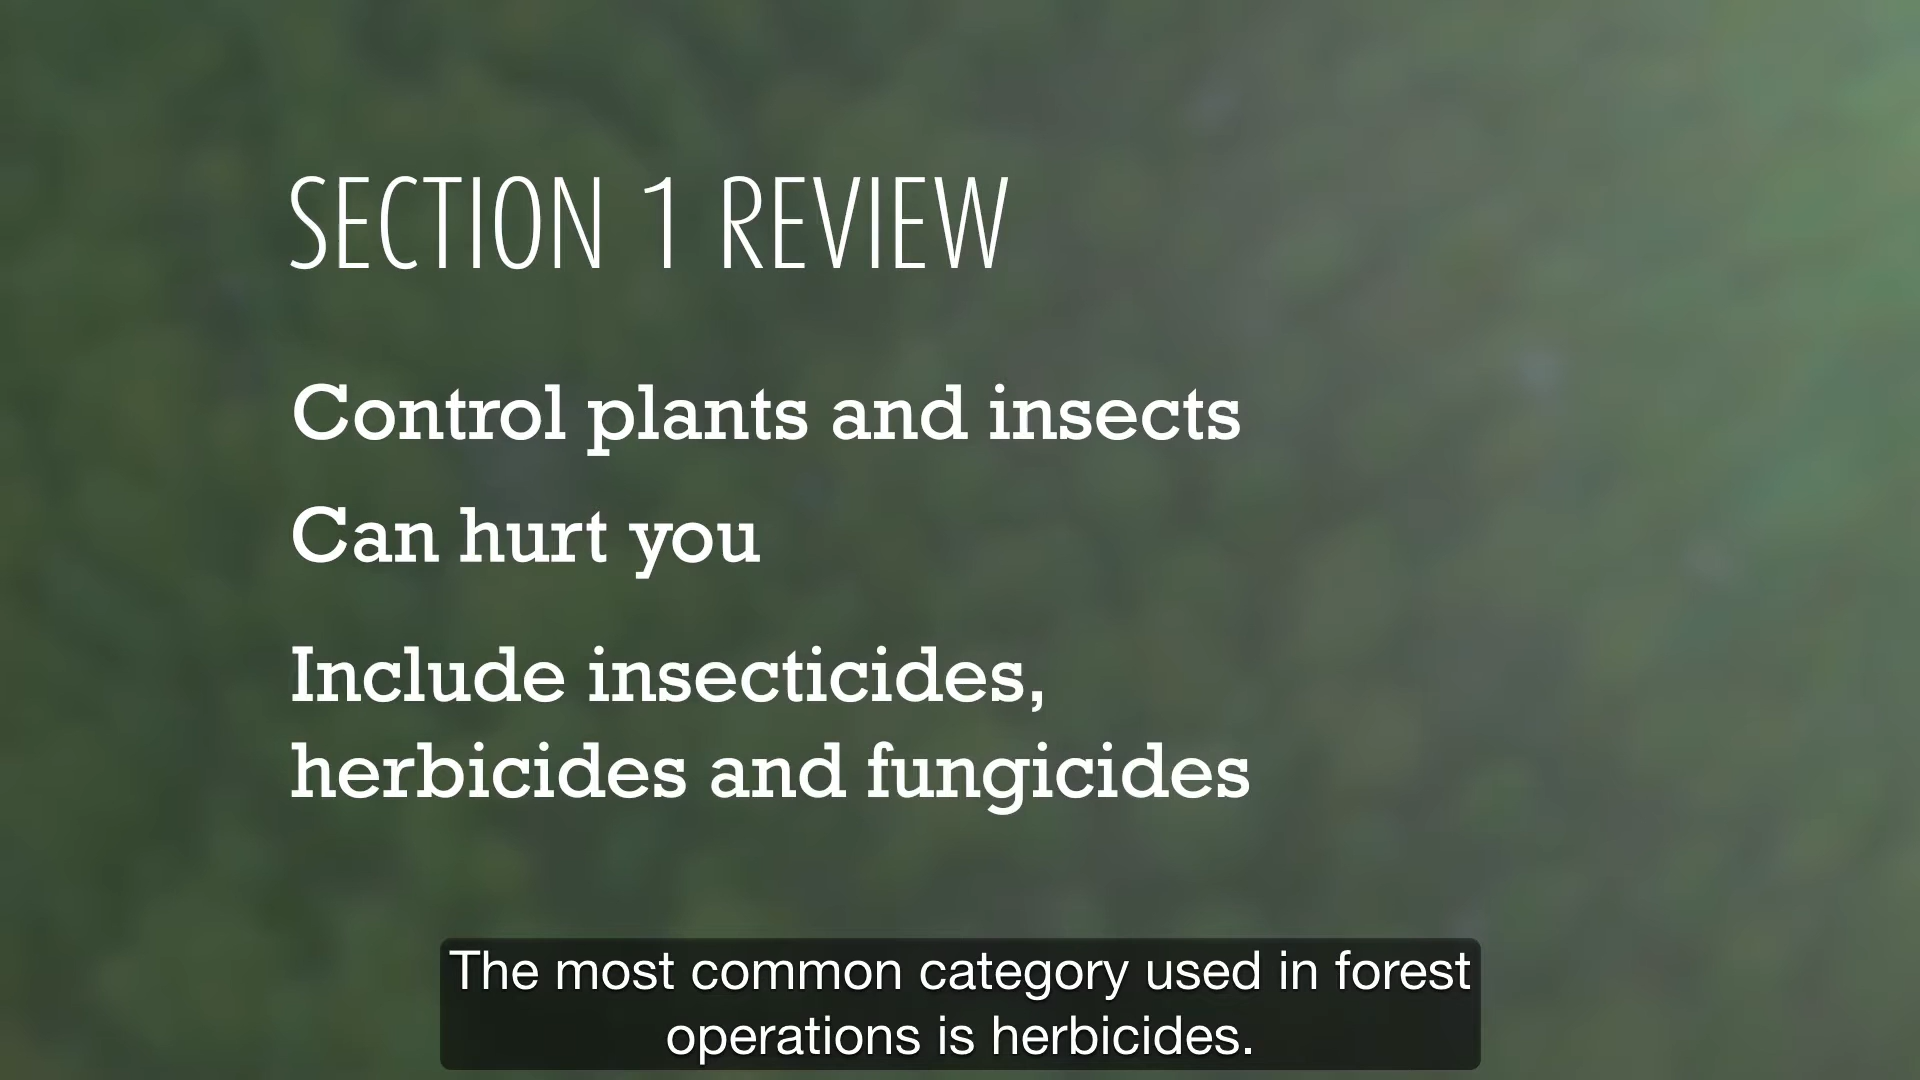 SECTION 1 REVIEW
Control plants and insects
Can hurt you
Include insecticides,
herbicides and fungicides
The most common category used in forest
operations is herbicides.